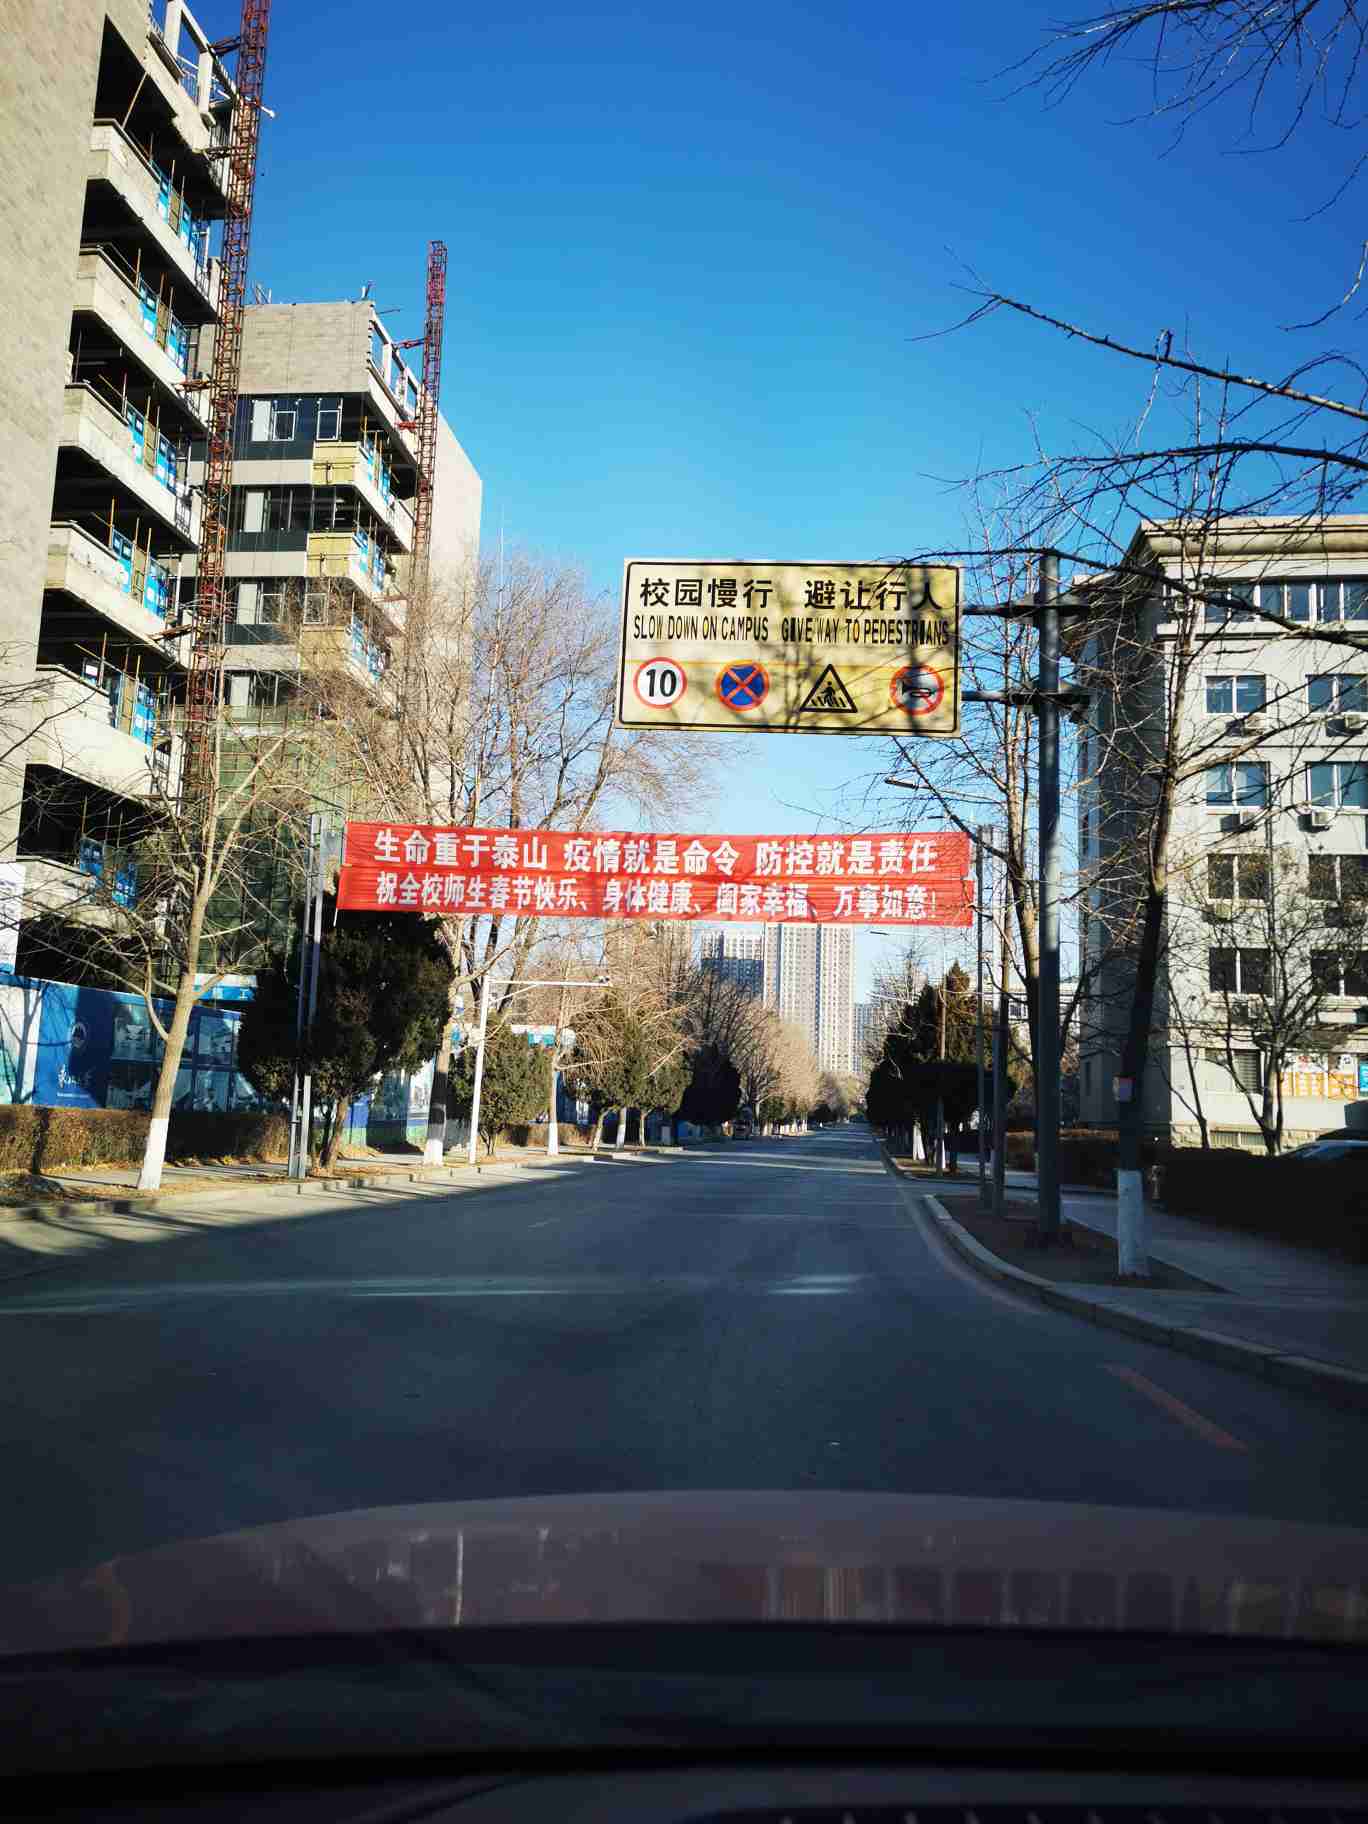 校园慢行 避让行人
SLOW DOWN ON CAMPUS GIVE WAY TO PEDESTRIANS
10
生命重于泰山 疫情就是命令 防控就是责任
祝全校师生春节快乐、身体健康、阖家幸福、万事如意!